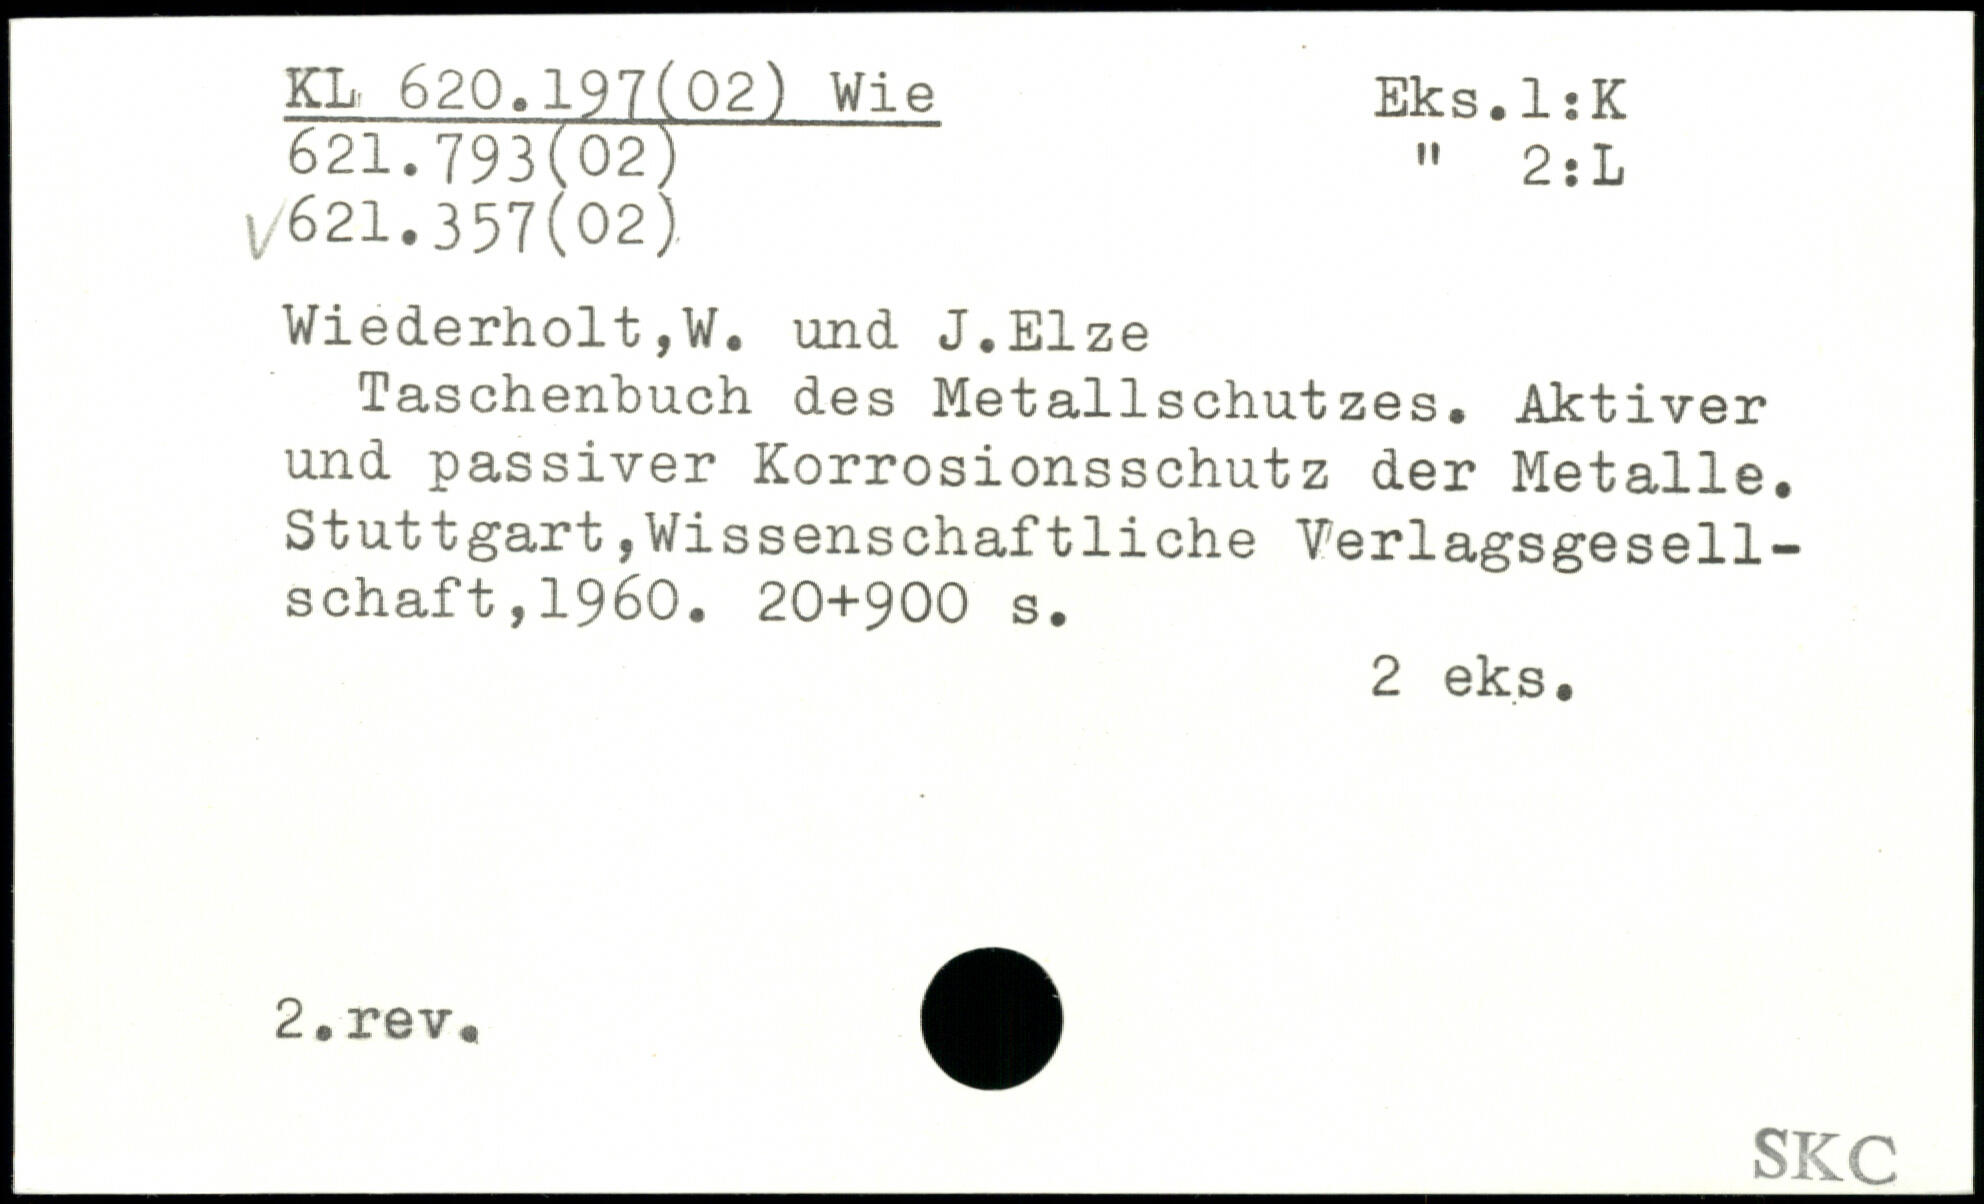 KL 620.197(02) Wie
Eks.1:K
621.793(02)
" 2:L
√621.357(02)
Wiederholt,W. und J.Elze
Taschenbuch des Metallschutzes. Aktiver
und passiver Korrosionsschutz der Metalle.
Stuttgart,Wissenschaftliche Verlagsgesell-
schaft,1960. 20+900 s.
2 eks.
2.rev.
SKC